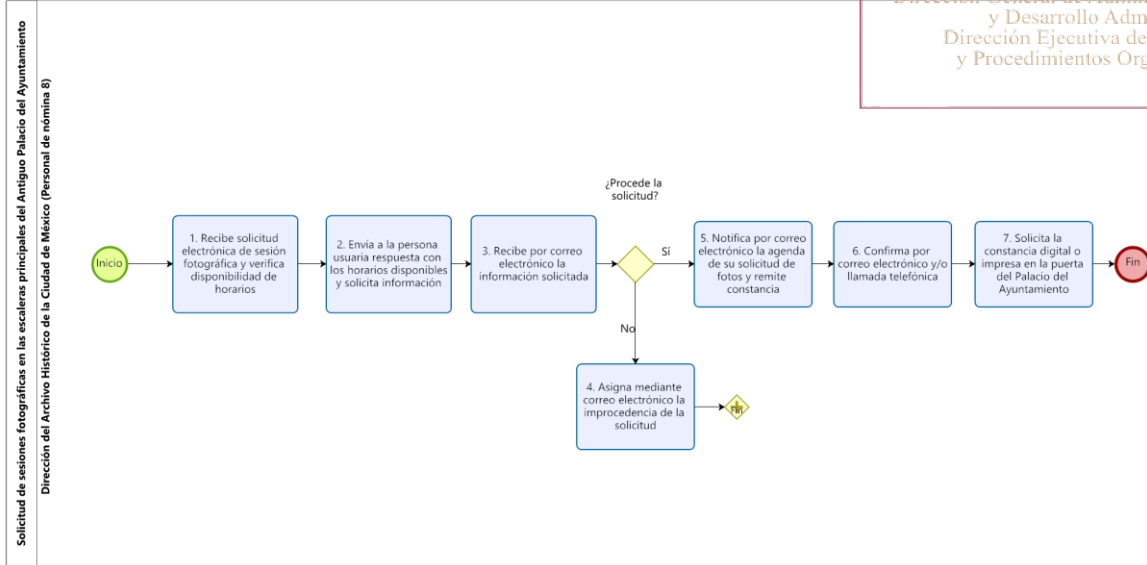 Solicitud de sesiones fotográficas en las escaleras principales del Antiguo Palacio del Ayuntamiento
Dirección del Archivo Histórico de la Ciudad de México (Personal de nómina 8)
y Desarrollo Adm
Dirección Ejecutiva de
y Procedimientos Org
Inicio
1. Recibe solicitud
electrónica de sesión
fotográfica y verifica
disponibilidad de
horarios
2. Envía a la persona
usuaria respuesta con
los horarios disponibles
y solicita información
3. Recibe por correo
electrónico la
información solicitada
¿Procede la
solicitud?
Sí
No
4. Asigna mediante
correo electrónico la
improcedencia de la
solicitud
Fin
5. Notifica por correo
electrónico la agenda
de su solicitud de
fotos y remite
constancia
6. Confirma por
correo electrónico y/o
llamada telefónica
7. Solicita la
constancia digital o
impresa en la puerta
del Palacio del
Ayuntamiento
Fin